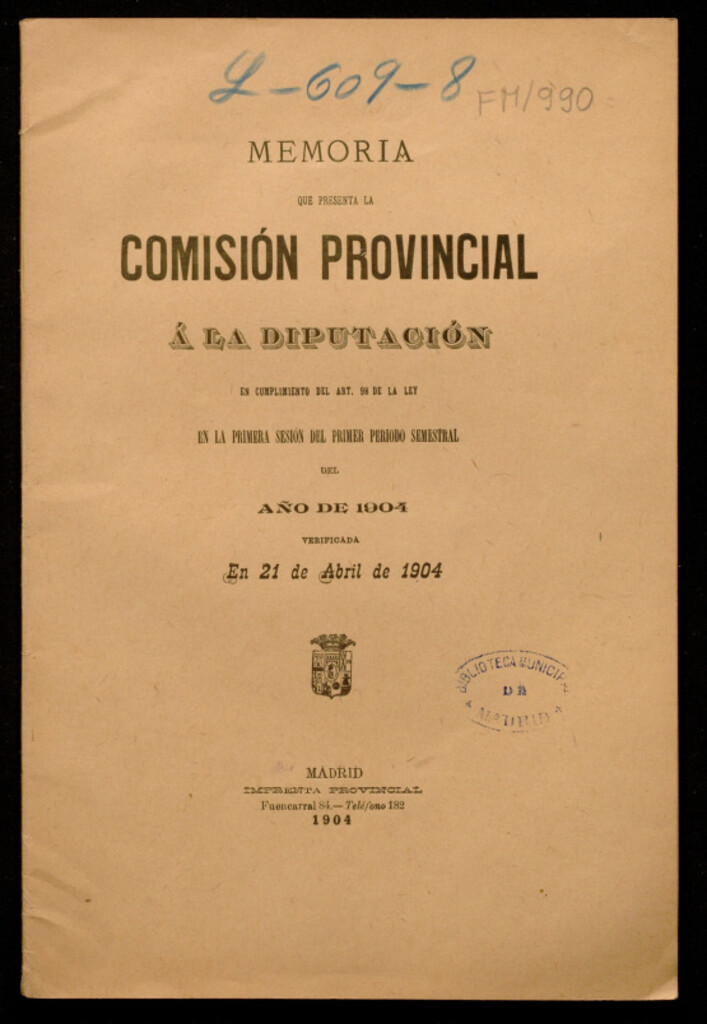 L-609-8
FM/990
MEMORIA
QUE PRESENTA LA
COMISIÓN PROVINCIAL
Á LA DIPUTACIÓN
EN CUMPLIMIENTO DEL ART. 98 DE LA LEY
EN LA PRIMERA SESIÓN DEL PRIMER PERIODO SEMESTRAL
DEL
AÑO DE 1904
VERIFICADA
En 21 de Abril de 1904
BIBLIOTECA MUNICIPAL
DE
MADRID
MADRID
IMPRENTA PROVINCIAL
Fuencarral 84.—Teléfono 182
1904